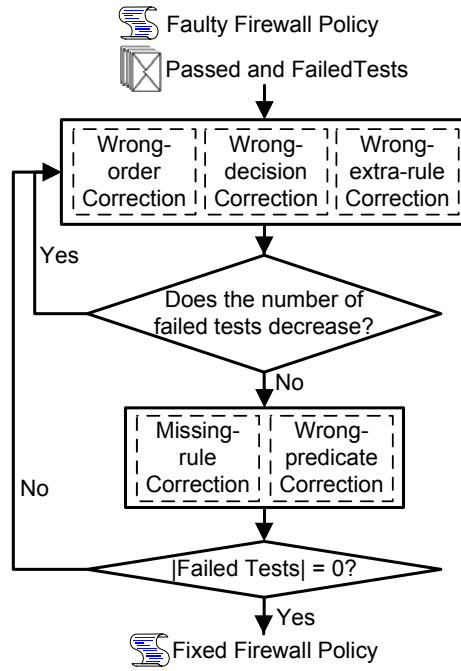 Faulty Firewall Policy
Passed and FailedTests
Wrong-
order
Correction
Wrong-
decision
Correction
Wrong-
extra-rule
Correction
Yes
Does the number of
failed tests decrease?
No
Missing-
rule
Correction
Wrong-
predicate
Correction
No
|Failed Tests| = 0?
Yes
Fixed Firewall Policy